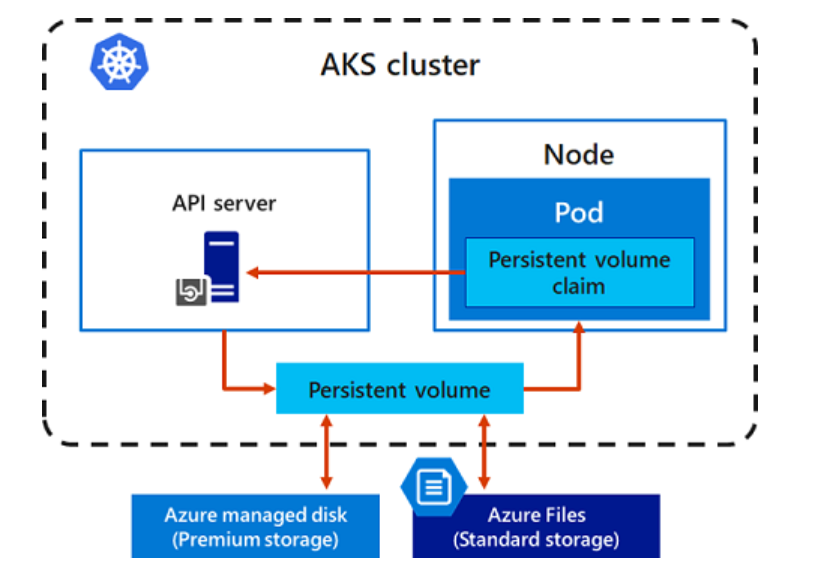 AKS cluster
API server
Node
Pod
Persistent volume
claim
Persistent volume
Azure managed disk
(Premium storage)
Azure Files
(Standard storage)